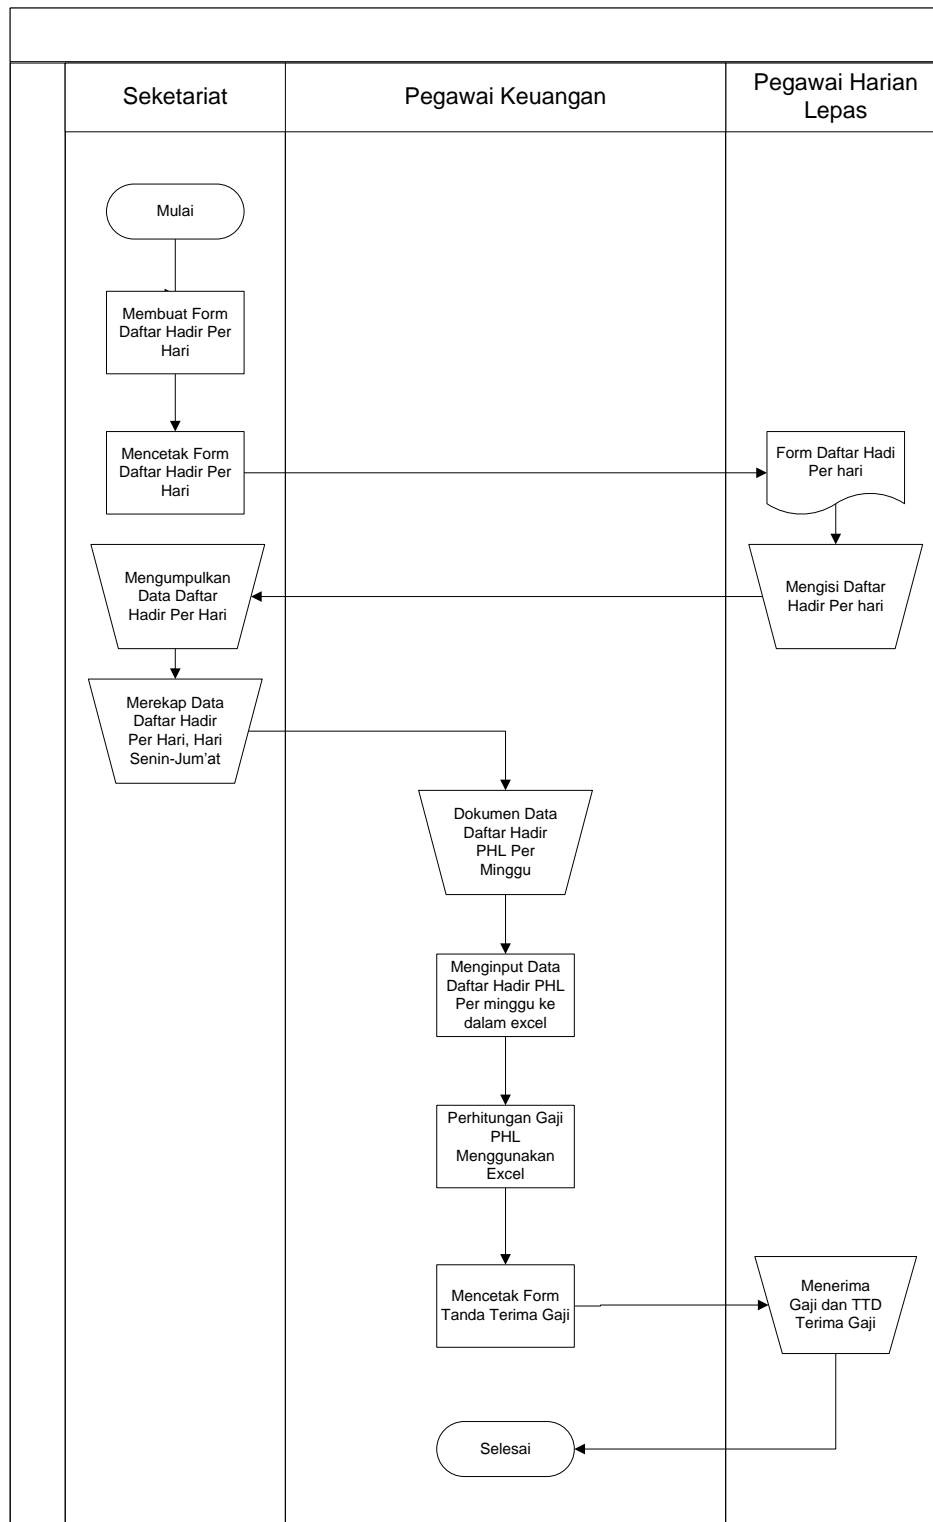 Seketariat
Pegawai Keuangan
Pegawai Harian
Lepas
Mulai
Membuat Form
Daftar Hadir Per
Hari
Mencetak Form
Daftar Hadir Per
Hari
Form Daftar Hadi
Per hari
Mengumpulkan
Data Daftar
Hadir Per Hari
Mengisi Daftar
Hadir Per hari
Merekap Data
Daftar Hadir
Per Hari, Hari
Senin-Jum’at
Dokumen Data
Daftar Hadir
PHL Per
Minggu
Menginput Data
Daftar Hadir PHL
Per minggu ke
dalam excel
Perhitungan Gaji
PHL
Menggunakan
Excel
Mencetak Form
Tanda Terima Gaji
Menerima
Gaji dan TTD
Terima Gaji
Selesai